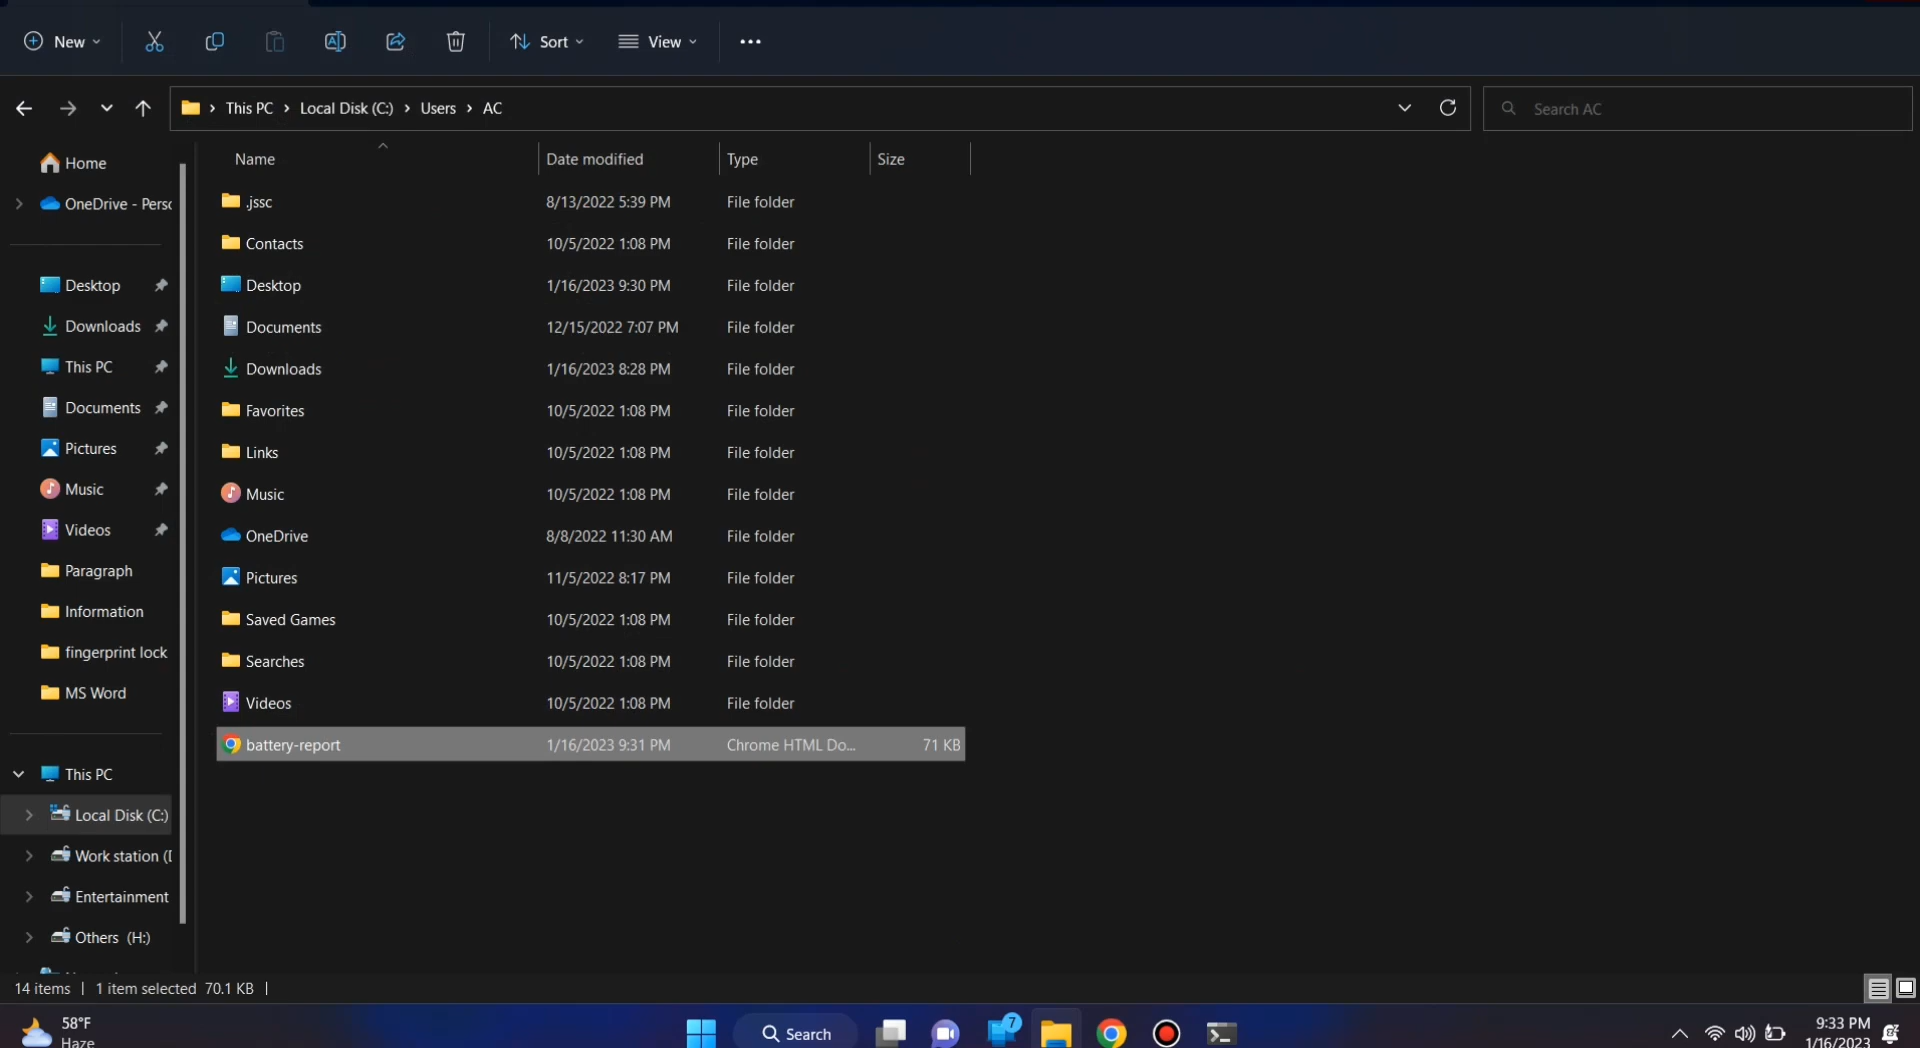 New
Sort
View
This PC > Local Disk (C:) > Users > AC
Search AC
Name Date modified Type Size
Home
OneDrive - Perso
Desktop
Downloads
This PC
Documents
Pictures
Music
Videos
Paragraph
Information
fingerprint lock
MS Word
This PC
Local Disk (C:)
Work station (D
Entertainment
Others (H:)
.jssc 8/13/2022 5:39 PM File folder
Contacts 10/5/2022 1:08 PM File folder
Desktop 1/16/2023 9:30 PM File folder
Documents 12/15/2022 7:07 PM File folder
Downloads 1/16/2023 8:28 PM File folder
Favorites 10/5/2022 1:08 PM File folder
Links 10/5/2022 1:08 PM File folder
Music 10/5/2022 1:08 PM File folder
OneDrive 8/8/2022 11:30 AM File folder
Pictures 11/5/2022 8:17 PM File folder
Saved Games 10/5/2022 1:08 PM File folder
Searches 10/5/2022 1:08 PM File folder
Videos 10/5/2022 1:08 PM File folder
battery-report 1/16/2023 9:31 PM Chrome HTML Do... 71 KB
14 items | 1 item selected 70.1 KB |
58°F
Haze
Search
7
9:33 PM
1/16/2023